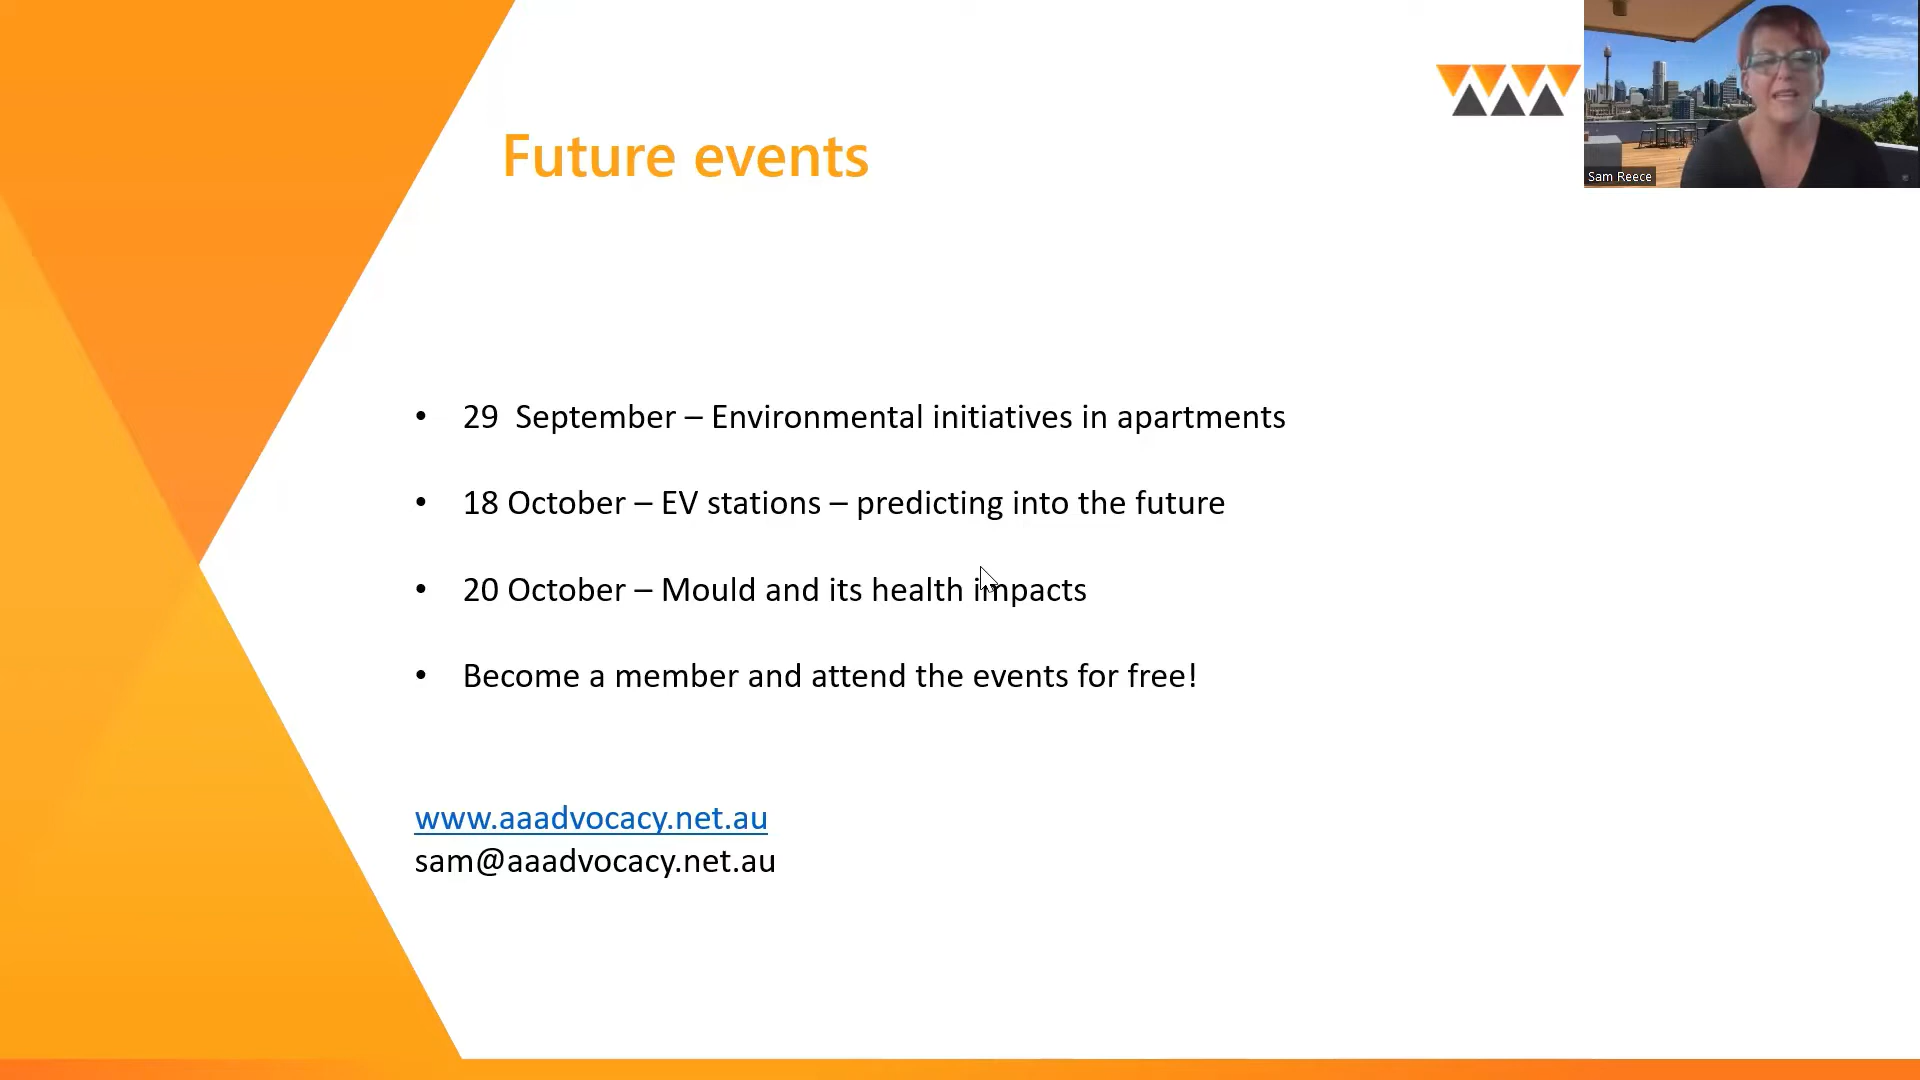 Future events
Sam Reece
• 29  September – Environmental initiatives in apartments
• 18 October – EV stations – predicting into the future
• 20 October – Mould and its health impacts
• Become a member and attend the events for free!
www.aaadvocacy.net.au
sam@aaadvocacy.net.au